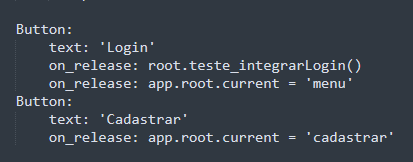 Button:
    text: 'Login'
    on_release: root.teste_integrarLogin()
    on_release: app.root.current = 'menu'
Button:
    text: 'Cadastrar'
    on_release: app.root.current = 'cadastrar'